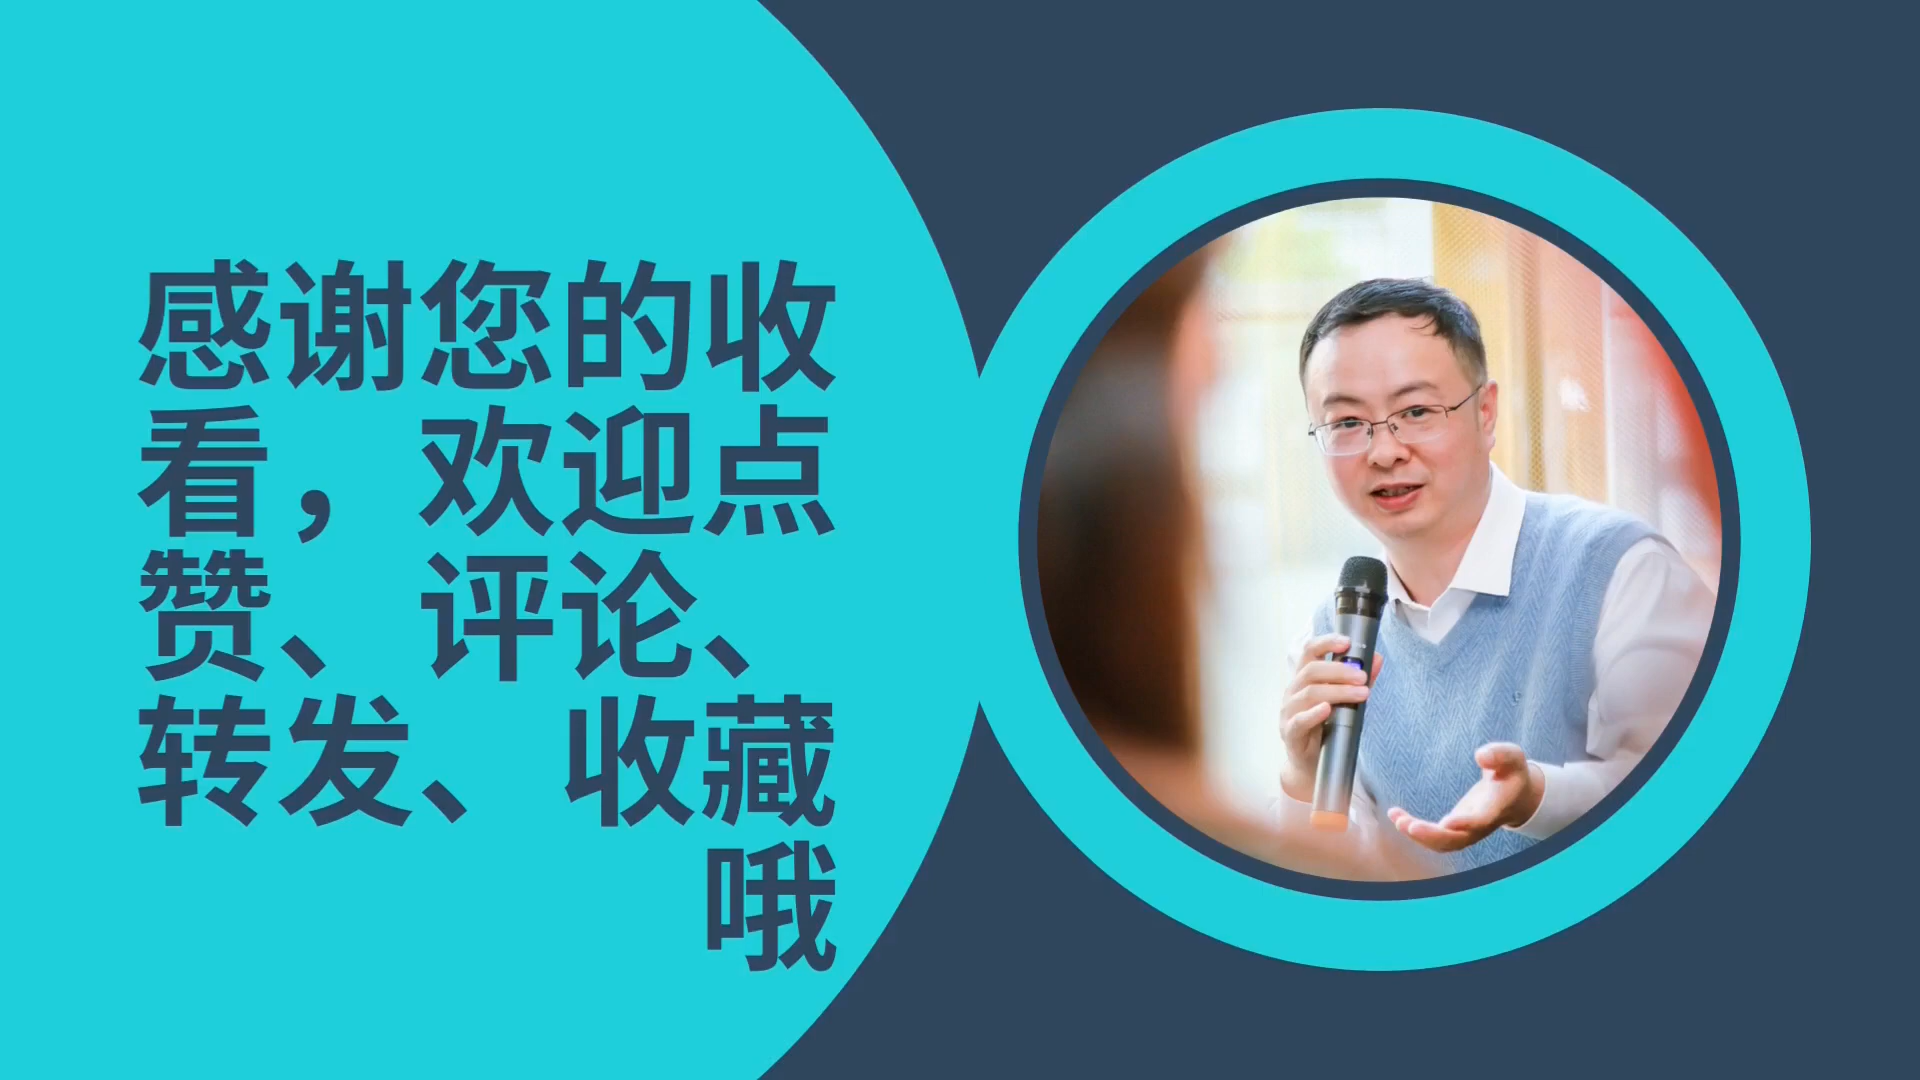 感谢您的收
看，欢迎点
赞、评论、
转发、收藏
哦